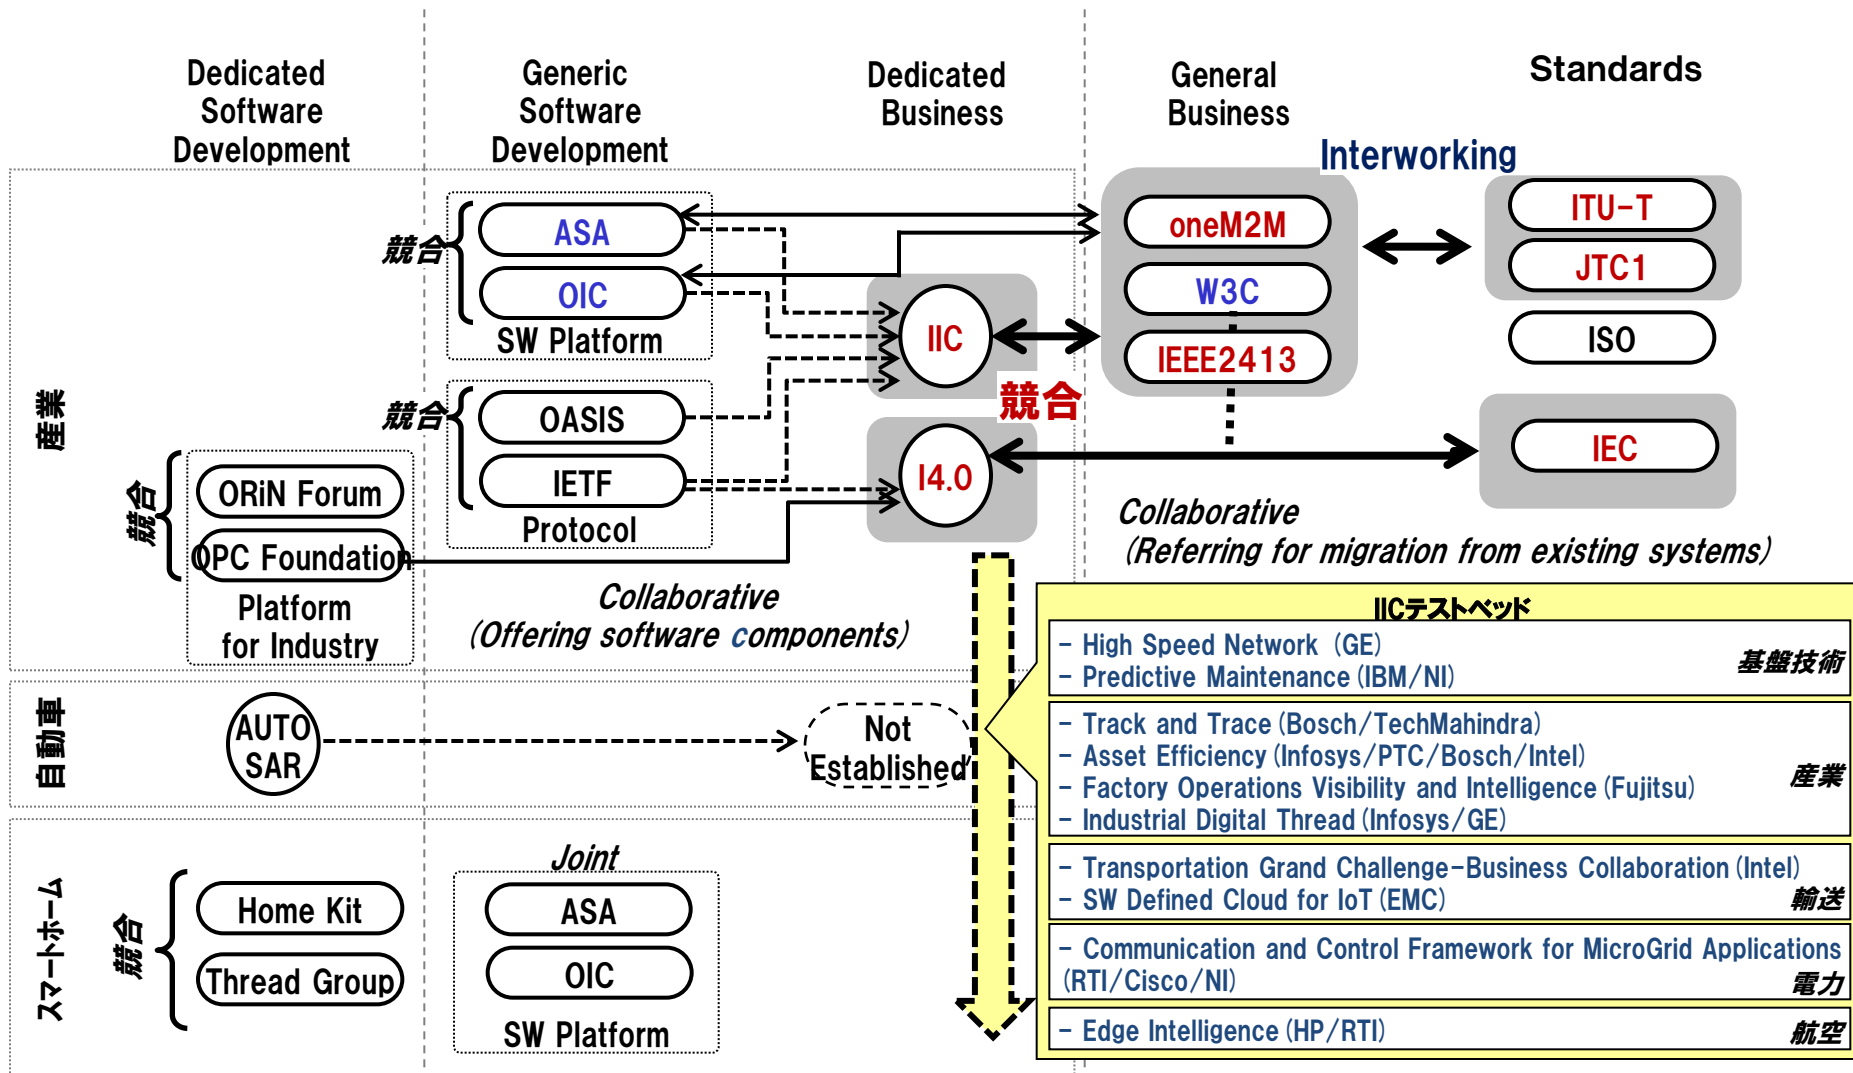 Dedicated
Software
Development
Generic
Software
Development
Dedicated
Business
General
Business
Standards
Interworking
産業
競合
ASA
OIC
SW Platform
競合
OASIS
IETF
Protocol
競合
ORiN Forum
OPC Foundation
Platform
for Industry
IIC
競合
I4.0
oneM2M
W3C
IEEE2413
ITU-T
JTC1
ISO
IEC
Collaborative
(Offering software components)
Collaborative
(Referring for migration from existing systems)
自動車
AUTO
SAR
Not
Established
スマートホーム
競合
Home Kit
Thread Group
Joint
ASA
OIC
SW Platform
IICテストベッド
- High Speed Network (GE)
- Predictive Maintenance (IBM/NI)
基盤技術
- Track and Trace (Bosch/TechMahindra)
- Asset Efficiency (Infosys/PTC/Bosch/Intel)
- Factory Operations Visibility and Intelligence (Fujitsu)
- Industrial Digital Thread (Infosys/GE)
産業
- Transportation Grand Challenge-Business Collaboration (Intel)
- SW Defined Cloud for IoT (EMC)
輸送
- Communication and Control Framework for MicroGrid Applications
(RTI/Cisco/NI)
電力
- Edge Intelligence (HP/RTI)
航空